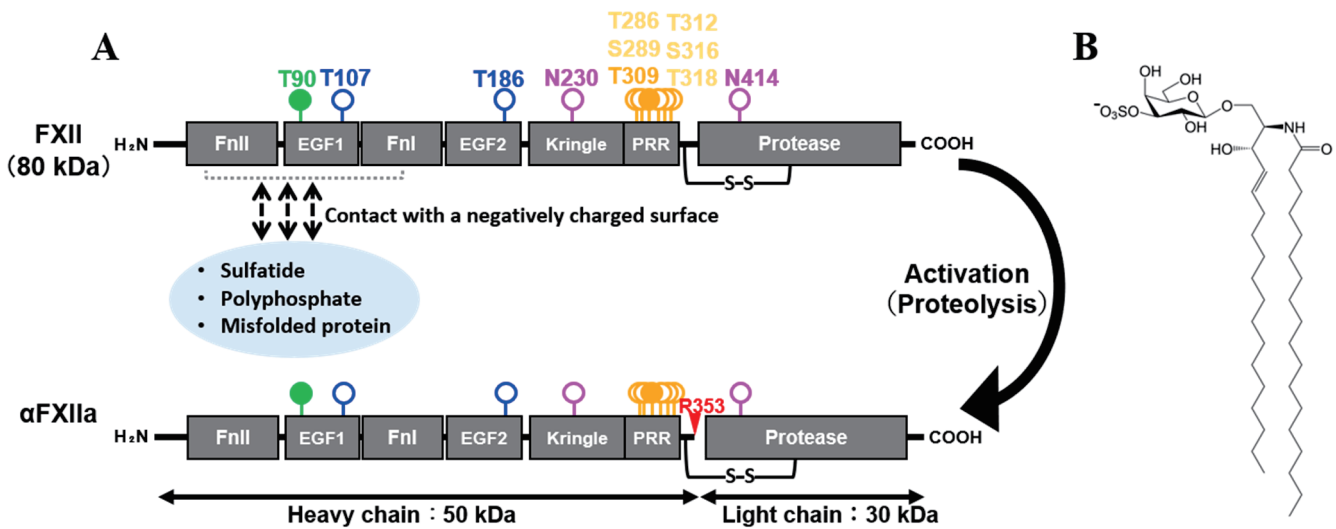 A
B
T286 T312
S289 S316
T90 T107 T186 N230 T309 T318 N414
FXII
(80 kDa)
H₂N
FnII
EGF1
FnI
EGF2
Kringle
PRR
Protease
COOH
S-S
Contact with a negatively charged surface
• Sulfatide
• Polyphosphate
• Misfolded protein
Activation
(Proteolysis)
αFXIIa
H₂N
FnII
EGF1
FnI
EGF2
Kringle
PRR
R353
Protease
COOH
S-S
Heavy chain：50 kDa
Light chain：30 kDa
OH
OH
O
⁻O₃SO
OH
O
HO
NH
O